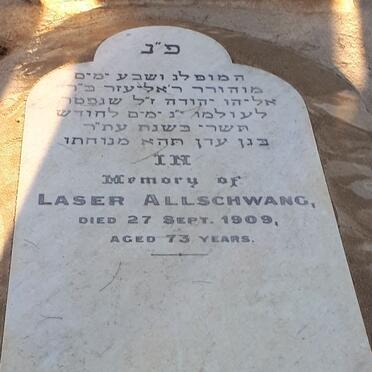 פ״נ
המופלג ושבע ימים
מוהורר ר׳אליעזר ב״ר
אליהו יהודה ז״ל שנפטר
לעולמו י״ג ימים לחודש
תשרי בשנת עת״ר
בגן עדן תהא מנוחתו
IN
Memory of
LASER ALLSCHWANG,
DIED 27 SEPT. 1909,
AGED 73 YEARS.